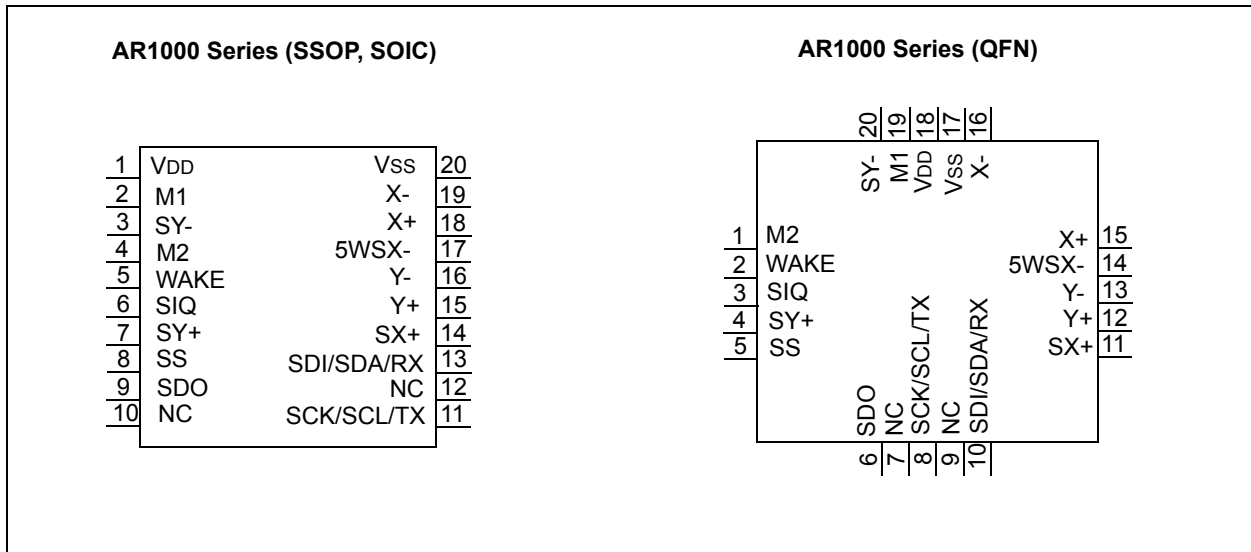 AR1000 Series (SSOP, SOIC)
1 VDD VSS 20
2 M1 X- 19
3 SY- X+ 18
4 M2 5WSX- 17
5 WAKE Y- 16
6 SIQ Y+ 15
7 SY+ SX+ 14
8 SS SDI/SDA/RX 13
9 SDO NC 12
10 NC SCK/SCL/TX 11
AR1000 Series (QFN)
20 19 18 17 16
SY- M1 VDD VSS X-
1 M2 X+ 15
2 WAKE 5WSX- 14
3 SIQ Y- 13
4 SY+ Y+ 12
5 SS SX+ 11
SDO NC SCK/SCL/TX NC SDI/SDA/RX
6 7 8 9 10